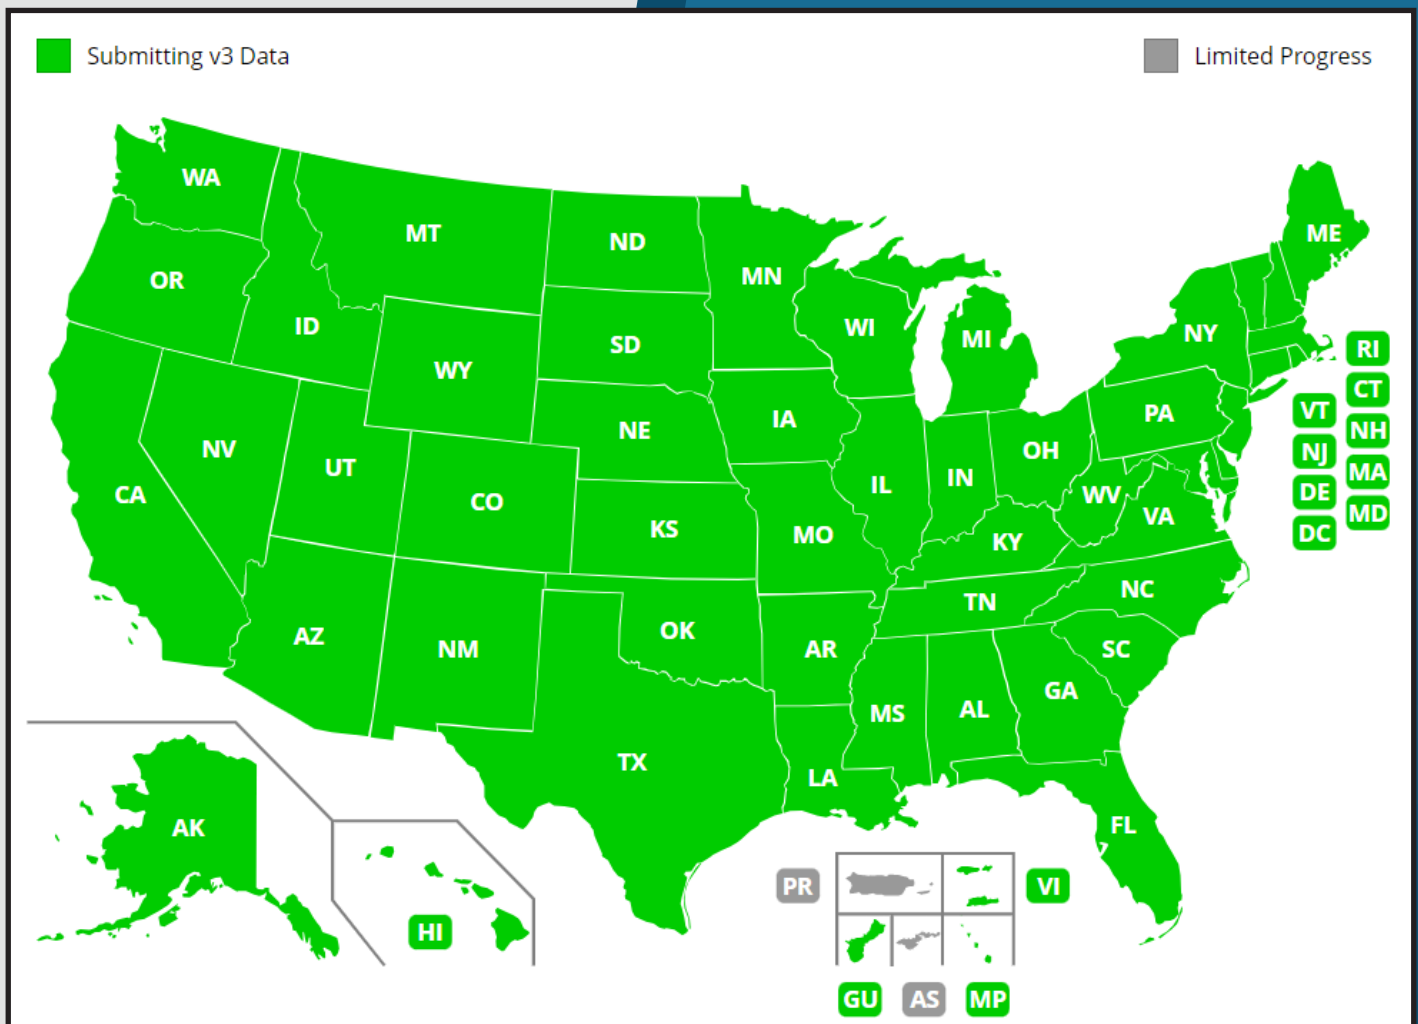 Submitting v3 Data
Limited Progress
WA
MT
ND
MN
ME
OR
ID
SD
WI
MI
NY
RI
WY
CT
NE
IA
PA
VT
NH
NV
UT
OH
NJ
MA
CA
CO
IL
IN
WV
DE
VA
MD
KS
MO
KY
DC
TN
NC
AZ
NM
OK
AR
SC
GA
MS
AL
TX
LA
FL
AK
PR
VI
HI
GU
AS
MP